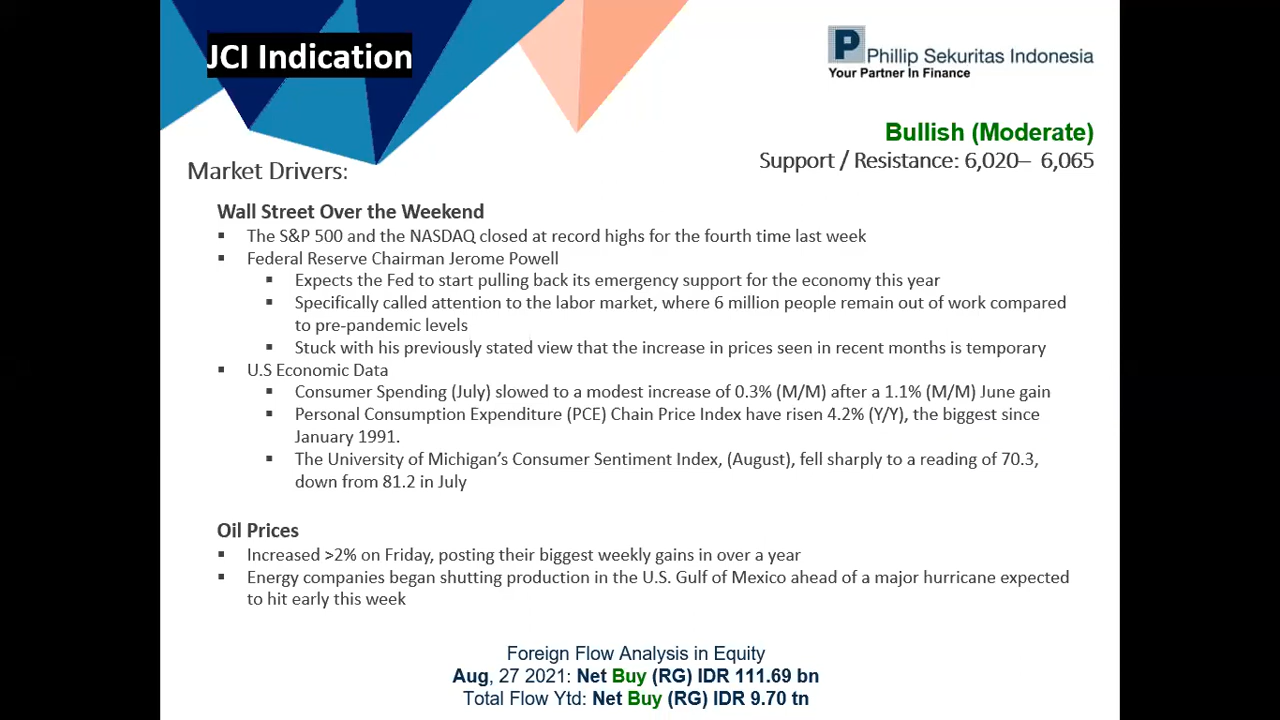 JCI Indication
Phillip Sekuritas Indonesia
Your Partner In Finance
Bullish (Moderate)
Support / Resistance: 6,020– 6,065
Market Drivers:
Wall Street Over the Weekend
▪ The S&P 500 and the NASDAQ closed at record highs for the fourth time last week
▪ Federal Reserve Chairman Jerome Powell
▪ Expects the Fed to start pulling back its emergency support for the economy this year
▪ Specifically called attention to the labor market, where 6 million people remain out of work compared
to pre-pandemic levels
▪ Stuck with his previously stated view that the increase in prices seen in recent months is temporary
▪ U.S Economic Data
▪ Consumer Spending (July) slowed to a modest increase of 0.3% (M/M) after a 1.1% (M/M) June gain
▪ Personal Consumption Expenditure (PCE) Chain Price Index have risen 4.2% (Y/Y), the biggest since
January 1991.
▪ The University of Michigan’s Consumer Sentiment Index, (August), fell sharply to a reading of 70.3,
down from 81.2 in July
Oil Prices
▪ Increased >2% on Friday, posting their biggest weekly gains in over a year
▪ Energy companies began shutting production in the U.S. Gulf of Mexico ahead of a major hurricane expected
to hit early this week
Foreign Flow Analysis in Equity
Aug, 27 2021: Net Buy (RG) IDR 111.69 bn
Total Flow Ytd: Net Buy (RG) IDR 9.70 tn